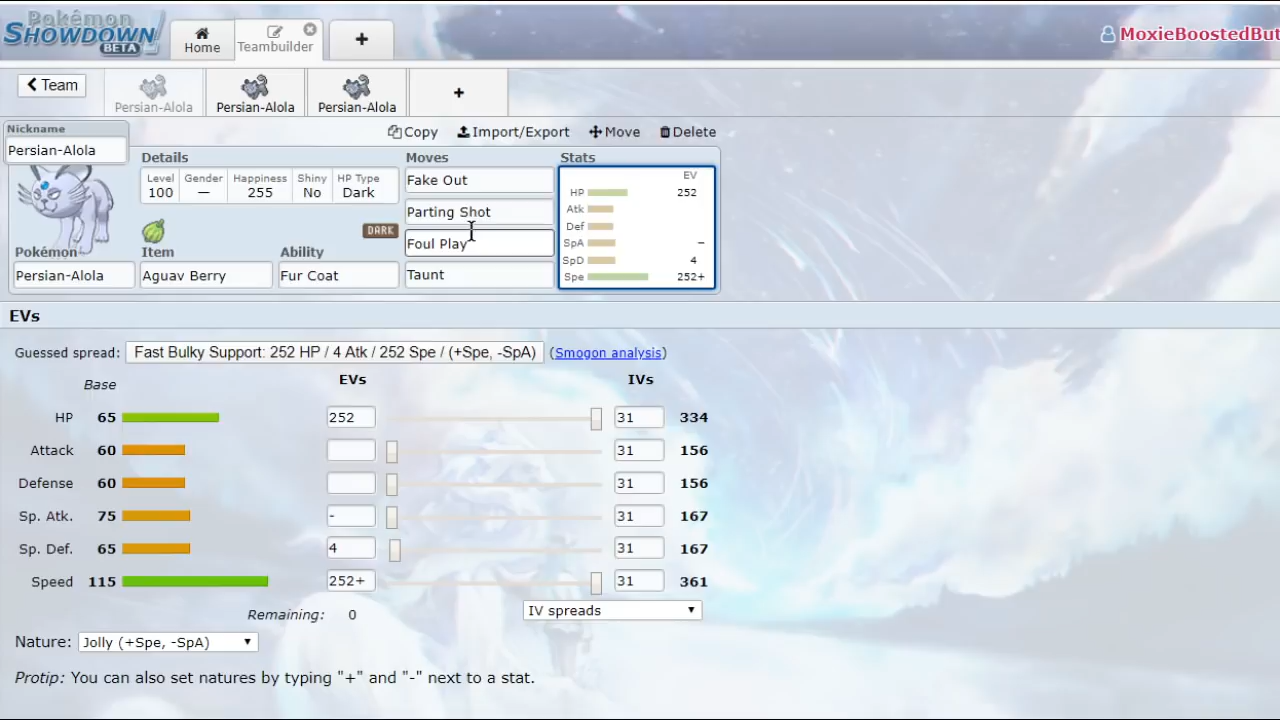 Pokémon
SHOWDOWN
BETA
Home
Teambuilder
+
MoxieBoostedBut
Team
Persian-Alola
Persian-Alola
Persian-Alola
+
Copy Import/Export Move Delete
Nickname
Persian-Alola
Details
Level Gender Happiness Shiny HP Type
100 — 255 No Dark
DARK
Pokémon Item Ability
Persian-Alola Aguav Berry Fur Coat
Moves
Fake Out
Parting Shot
Foul Play
Taunt
Stats
EV
HP 252
Atk
Def
SpA –
SpD 4
Spe 252+
EVs
Guessed spread: Fast Bulky Support: 252 HP / 4 Atk / 252 Spe / (+Spe, -SpA) (Smogon analysis)
Base EVs IVs
HP 65 252 31 334
Attack 60 31 156
Defense 60 31 156
Sp. Atk. 75 - 31 167
Sp. Def. 65 4 31 167
Speed 115 252+ 31 361
Remaining: 0 IV spreads
Nature: Jolly (+Spe, -SpA)
Protip: You can also set natures by typing "+" and "-" next to a stat.